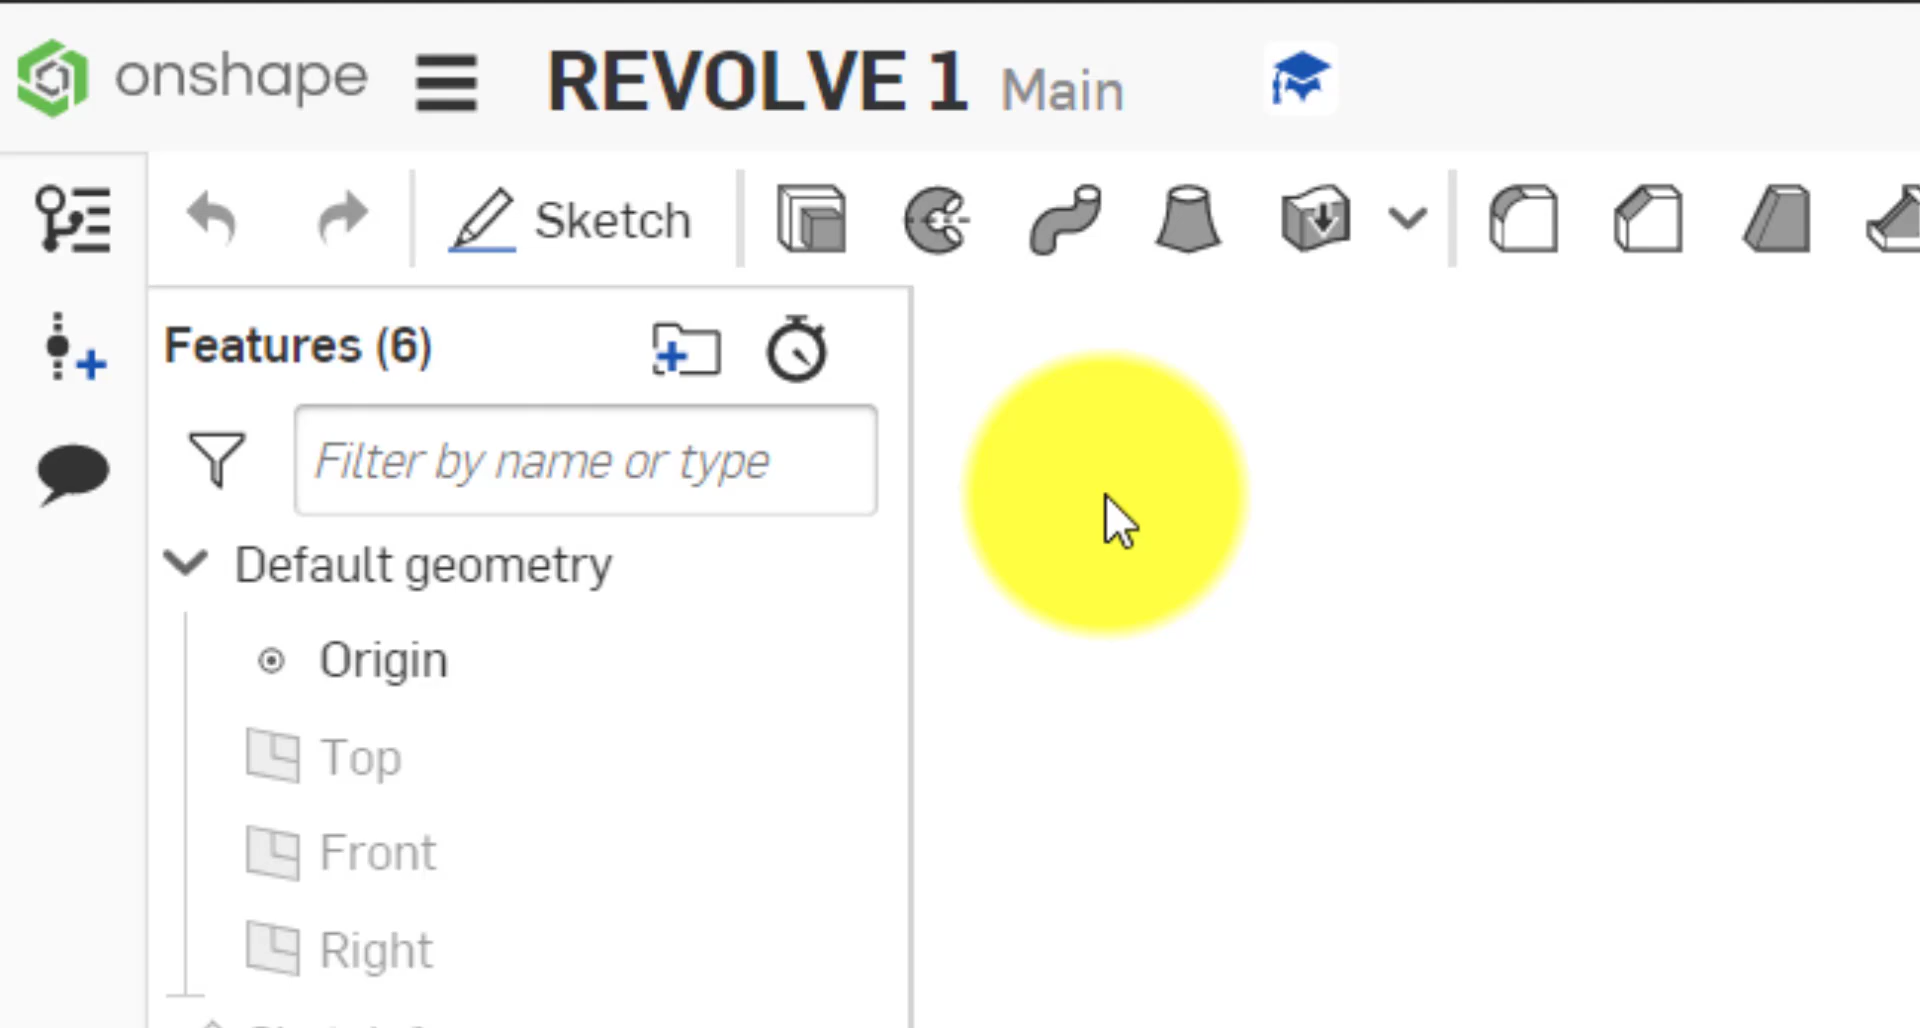 onshape REVOLVE 1 Main
Sketch
Features (6)
Filter by name or type
Default geometry
Origin
Top
Front
Right